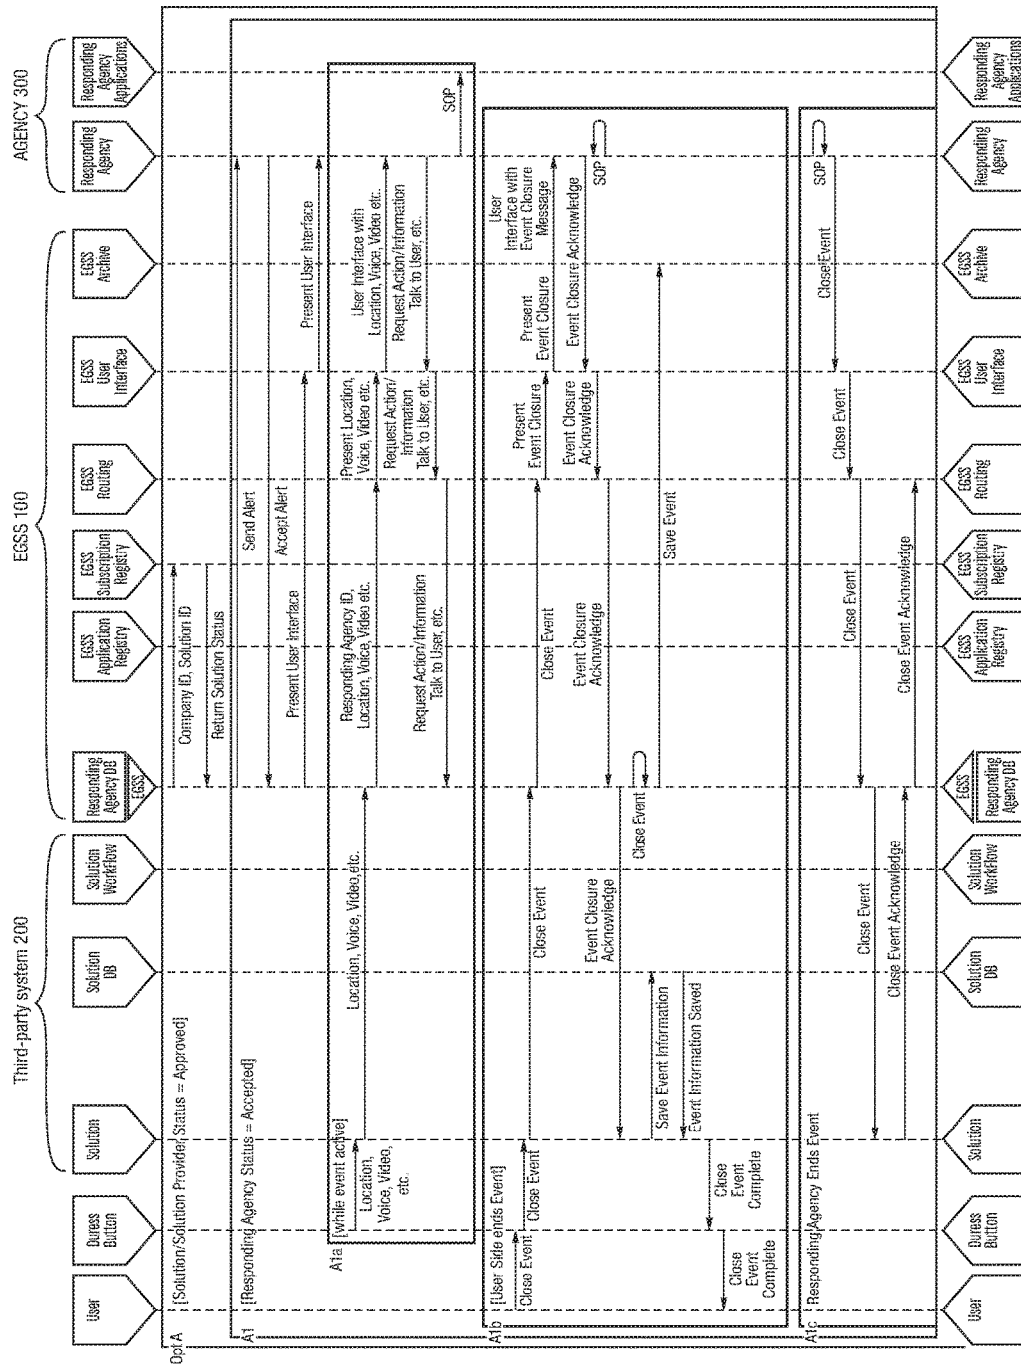 Third-party system 200
EGSS 100
AGENCY 300
User
Duress
Button
Solution
Solution
DB
Solution
Workflow
Responding
Agency DB
EGSS
EGSS
Application
Registry
EGSS
Subscription
Registry
EGSS
Routing
EGSS
User
Interface
EGSS
Archive
Responding
Agency
Responding
Agency
Applications
Opt A
[Solution/Solution Provider Status = Approved]
Company ID, Solution ID
Return Solution Status
A1
[Responding Agency Status = Accepted]
Send Alert
Accept Alert
Present User Interface
Present User Interface
A1a
[while event active]
Location,
Voice, Video,
etc.
Location, Voice, Video,etc.
Responding Agency ID,
Location, Voice, Video etc.
Present Location,
Voice, Video etc.
User Interface with
Location, Voice, Video etc.
Request Action/Information
Talk to User, etc.
Request Action/
Information
Talk to User, etc.
Request Action/Information
Talk to User, etc.
SOP
A1b
[User Side ends Event]
Close Event
Close Event
Close Event
Close Event
Present
Event Closure
Present
Event Closure
User
Interface with
Event Closure
Message
Event Closure Acknowledge
SOP
Event Closure
Acknowledge
Event Closure
Acknowledge
Event Closure
Acknowledge
Close Event
Save Event
Save Event Information
Event Information Saved
Close
Event
Complete
Close
Event
Complete
A1c
Responding Agency Ends Event
SOP
Close Event
Close Event
Close Event
Close Event
Close Event Acknowledge
Close Event Acknowledge
User
Duress
Button
Solution
Solution
DB
Solution
Workflow
EGSS
Responding
Agency DB
EGSS
Application
Registry
EGSS
Subscription
Registry
EGSS
Routing
EGSS
User
Interface
EGSS
Archive
Responding
Agency
Responding
Agency
Applications